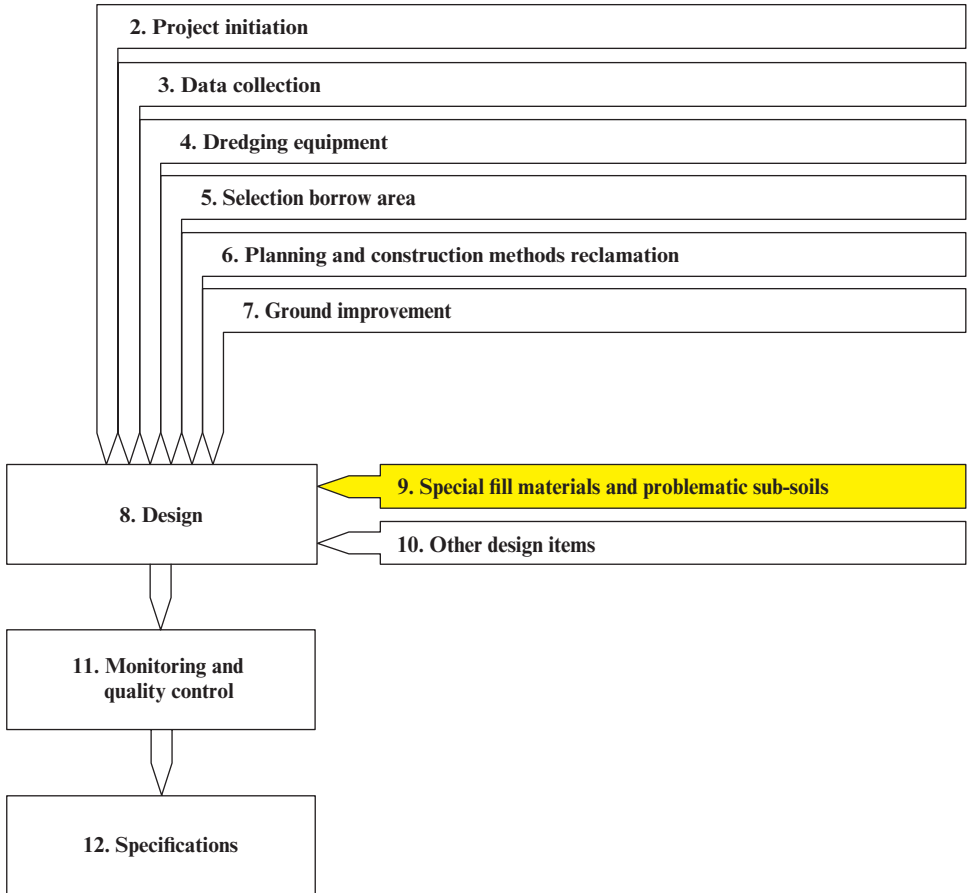 2. Project initiation
3. Data collection
4. Dredging equipment
5. Selection borrow area
6. Planning and construction methods reclamation
7. Ground improvement
9. Special fill materials and problematic sub-soils
8. Design
10. Other design items
11. Monitoring and
quality control
12. Specifications